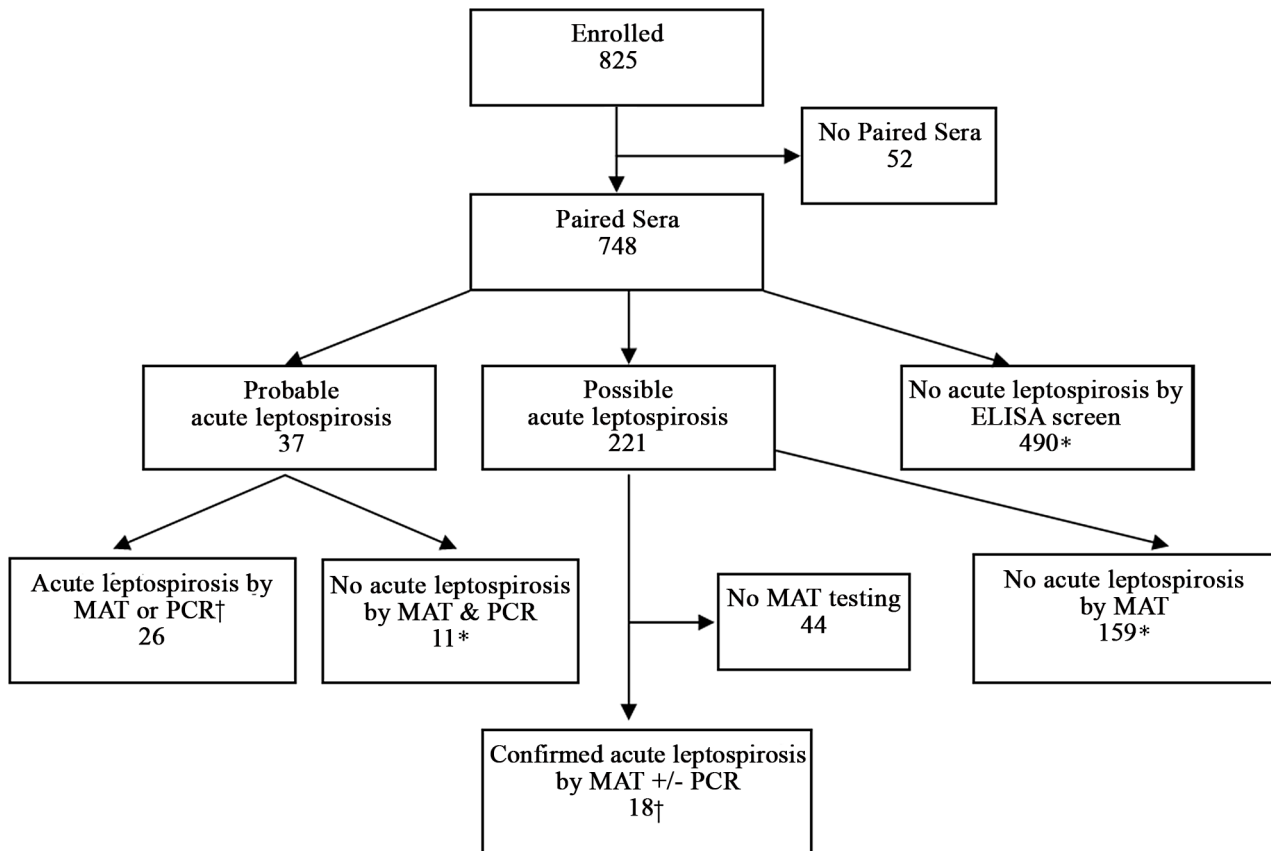 Enrolled
825
No Paired Sera
52
Paired Sera
748
Probable
acute leptospirosis
37
Possible
acute leptospirosis
221
No acute leptospirosis by
ELISA screen
490*
Acute leptospirosis by
MAT or PCR†
26
No acute leptospirosis
by MAT & PCR
11*
No MAT testing
44
No acute leptospirosis
by MAT
159*
Confirmed acute leptospirosis
by MAT +/- PCR
18†